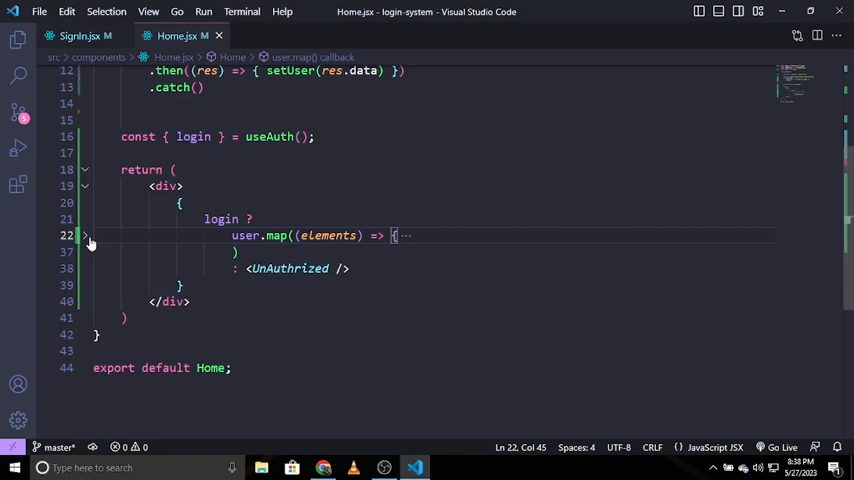 File Edit Selection View Go Run Terminal Help Home.jsx - login-system - Visual Studio Code
SignIn.jsx M Home.jsx M
src > components > Home.jsx > Home > user.map() callback
12 .then((res) => { setUser(res.data) })
13 .catch()
14
15
16 const { login } = useAuth();
17
18 return (
19 <div>
20 {
21 login ?
22 user.map((elements) => { ···
37 )
38 : <UnAuthrized />
39 }
40 </div>
41 )
42 }
43
44 export default Home;
5
master* 0 0 Ln 22, Col 45 Spaces: 4 UTF-8 CRLF { } JavaScript JSX Go Live
Type here to search
8:38 PM
5/27/2023